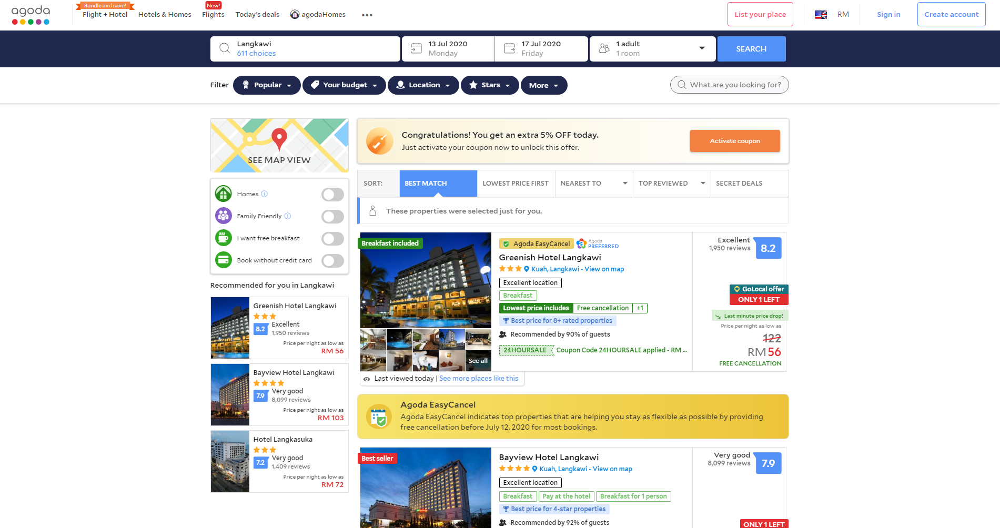 agoda
Bundle and save!
Flight + Hotel
Hotels & Homes
New!
Flights
Today's deals
agodaHomes
List your place
RM
Sign in
Create account
Langkawi
611 choices
13 Jul 2020
Monday
17 Jul 2020
Friday
1 adult
1 room
SEARCH
Filter
Popular
Your budget
Location
Stars
More
What are you looking for?
SEE MAP VIEW
Homes
Family Friendly
I want free breakfast
Book without credit card
Recommended for you in Langkawi
Greenish Hotel Langkawi
8.2
Excellent
1,950 reviews
Price per night as low as
RM 56
Bayview Hotel Langkawi
7.9
Very good
8,099 reviews
Price per night as low as
RM 103
Hotel Langkasuka
7.2
Very good
1,409 reviews
Price per night as low as
RM 72
Congratulations! You get an extra 5% OFF today.
Just activate your coupon now to unlock this offer.
Activate coupon
SORT:
BEST MATCH
LOWEST PRICE FIRST
NEAREST TO
TOP REVIEWED
SECRET DEALS
These properties were selected just for you.
Breakfast included
See all
Agoda EasyCancel
Agoda
PREFERRED
Greenish Hotel Langkawi
Kuah, Langkawi - View on map
Excellent location
Breakfast
Lowest price includes Free cancellation +1
Best price for 8+ rated properties
Recommended by 90% of guests
24HOURSALE Coupon Code 24HOURSALE applied - RM ...
Excellent
1,950 reviews
8.2
GoLocal offer
ONLY 1 LEFT
Last minute price drop!
Price per night as low as
122
RM 56
FREE CANCELLATION
Last viewed today | See more places like this
Agoda EasyCancel
Agoda EasyCancel indicates top properties that are helping you stay as flexible as possible by providing
free cancellation before July 12, 2020 for most bookings.
Best seller
Bayview Hotel Langkawi
Kuah, Langkawi - View on map
Excellent location
Breakfast Pay at the hotel Breakfast for 1 person
Best price for 4-star properties
Recommended by 92% of guests
Very good
8,099 reviews
7.9
ONLY 1 LEFT